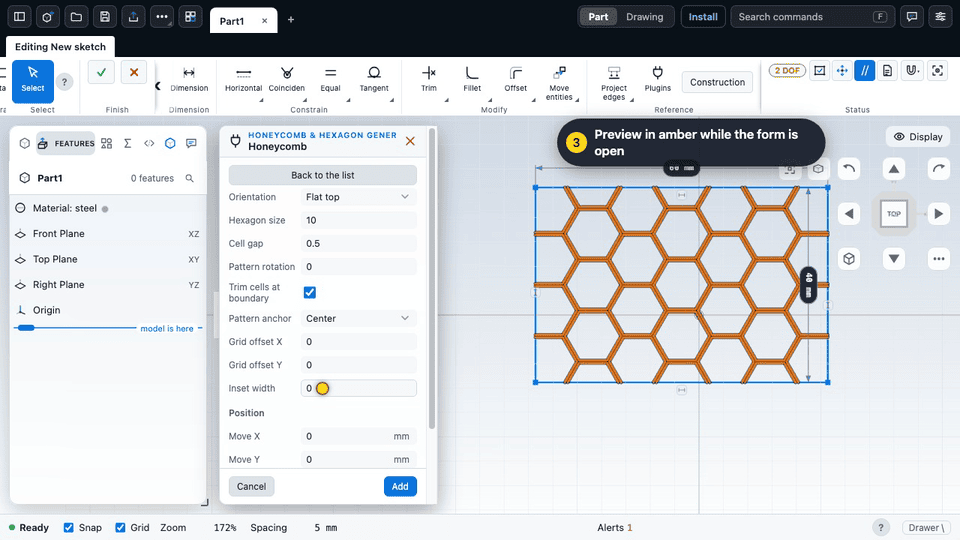 Part1
Part
Drawing
Install
Search commands
F
Editing New sketch
Select
?
Dimension
Horizontal
Coinciden
Equal
Tangent
Trim
Fillet
Offset
Move
entities
Project
edges
Plugins
Construction
2 DOF
Select
Finish
Dimension
Constrain
Modify
Reference
Status
FEATURES
Part1
0 features
Material: steel
Front Plane
XZ
Top Plane
XY
Right Plane
YZ
Origin
model is here
HONEYCOMB & HEXAGON GENER
Honeycomb
Back to the list
Orientation
Flat top
Hexagon size
10
Cell gap
0.5
Pattern rotation
0
Trim cells at
boundary
Pattern anchor
Center
Grid offset X
0
Grid offset Y
0
Inset width
0
Position
Move X
0
mm
Move Y
0
mm
Cancel
Add
3
Preview in amber while the form is
open
60 mm
40 mm
Display
TOP
Ready
Snap
Grid
Zoom
172%
Spacing
5 mm
Alerts 1
?
Drawer \